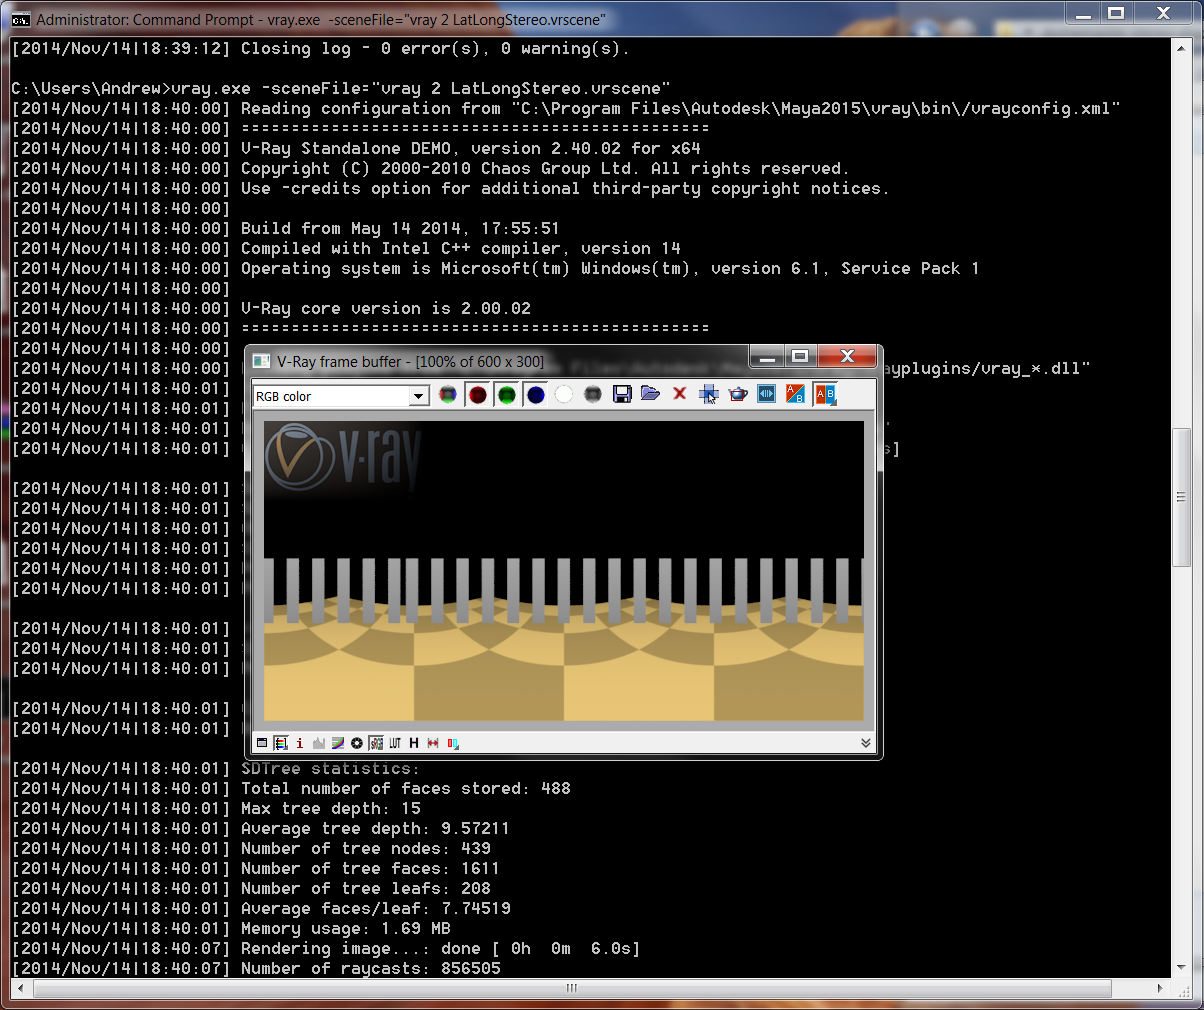 Administrator: Command Prompt - vray.exe  -sceneFile="vray 2 LatLongStereo.vrscene"
[2014/Nov/14|18:39:12] Closing log - 0 error(s), 0 warning(s).
C:\Users\Andrew>vray.exe -sceneFile="vray 2 LatLongStereo.vrscene"
[2014/Nov/14|18:40:00] Reading configuration from "C:\Program Files\Autodesk\Maya2015\vray\bin\/vrayconfig.xml"
[2014/Nov/14|18:40:00] ===============================================
[2014/Nov/14|18:40:00] V-Ray Standalone DEMO, version 2.40.02 for x64
[2014/Nov/14|18:40:00] Copyright (C) 2000-2010 Chaos Group Ltd. All rights reserved.
[2014/Nov/14|18:40:00] Use -credits option for additional third-party copyright notices.
[2014/Nov/14|18:40:00]
[2014/Nov/14|18:40:00] Build from May 14 2014, 17:55:51
[2014/Nov/14|18:40:00] Compiled with Intel C++ compiler, version 14
[2014/Nov/14|18:40:00] Operating system is Microsoft(tm) Windows(tm), version 6.1, Service Pack 1
[2014/Nov/14|18:40:00]
[2014/Nov/14|18:40:00] V-Ray core version is 2.00.02
[2014/Nov/14|18:40:00] ===============================================
[2014/Nov/14|18:40:00]
V-Ray frame buffer - [100% of 600 x 300]
[2014/Nov/14|18:40:00] ayplugins/vray_*.dll"
[2014/Nov/14|18:40:01]
RGB color
[2014/Nov/14|18:40:01]
[2014/Nov/14|18:40:01] .
[2014/Nov/14|18:40:01] s]
v·ray
[2014/Nov/14|18:40:01]
[2014/Nov/14|18:40:01]
[2014/Nov/14|18:40:01]
[2014/Nov/14|18:40:01]
[2014/Nov/14|18:40:01]
[2014/Nov/14|18:40:01]
[2014/Nov/14|18:40:01]
[2014/Nov/14|18:40:01]
[2014/Nov/14|18:40:01]
[2014/Nov/14|18:40:01]
[2014/Nov/14|18:40:01]
i LUT H
[2014/Nov/14|18:40:01] SDTree statistics:
[2014/Nov/14|18:40:01] Total number of faces stored: 488
[2014/Nov/14|18:40:01] Max tree depth: 15
[2014/Nov/14|18:40:01] Average tree depth: 9.57211
[2014/Nov/14|18:40:01] Number of tree nodes: 439
[2014/Nov/14|18:40:01] Number of tree faces: 1611
[2014/Nov/14|18:40:01] Number of tree leafs: 208
[2014/Nov/14|18:40:01] Average faces/leaf: 7.74519
[2014/Nov/14|18:40:01] Memory usage: 1.69 MB
[2014/Nov/14|18:40:07] Rendering image...: done [ 0h  0m  6.0s]
[2014/Nov/14|18:40:07] Number of raycasts: 856505